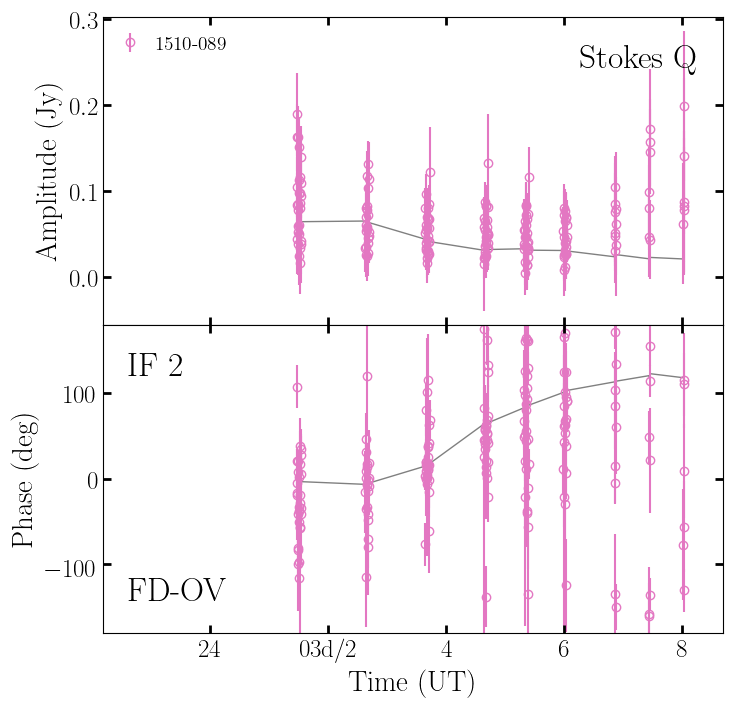 0.3
1510-089
Stokes Q
0.2
0.1
0.0
Amplitude (Jy)
IF 2
100
0
−100
Phase (deg)
FD-OV
24 03d/2 4 6 8
Time (UT)